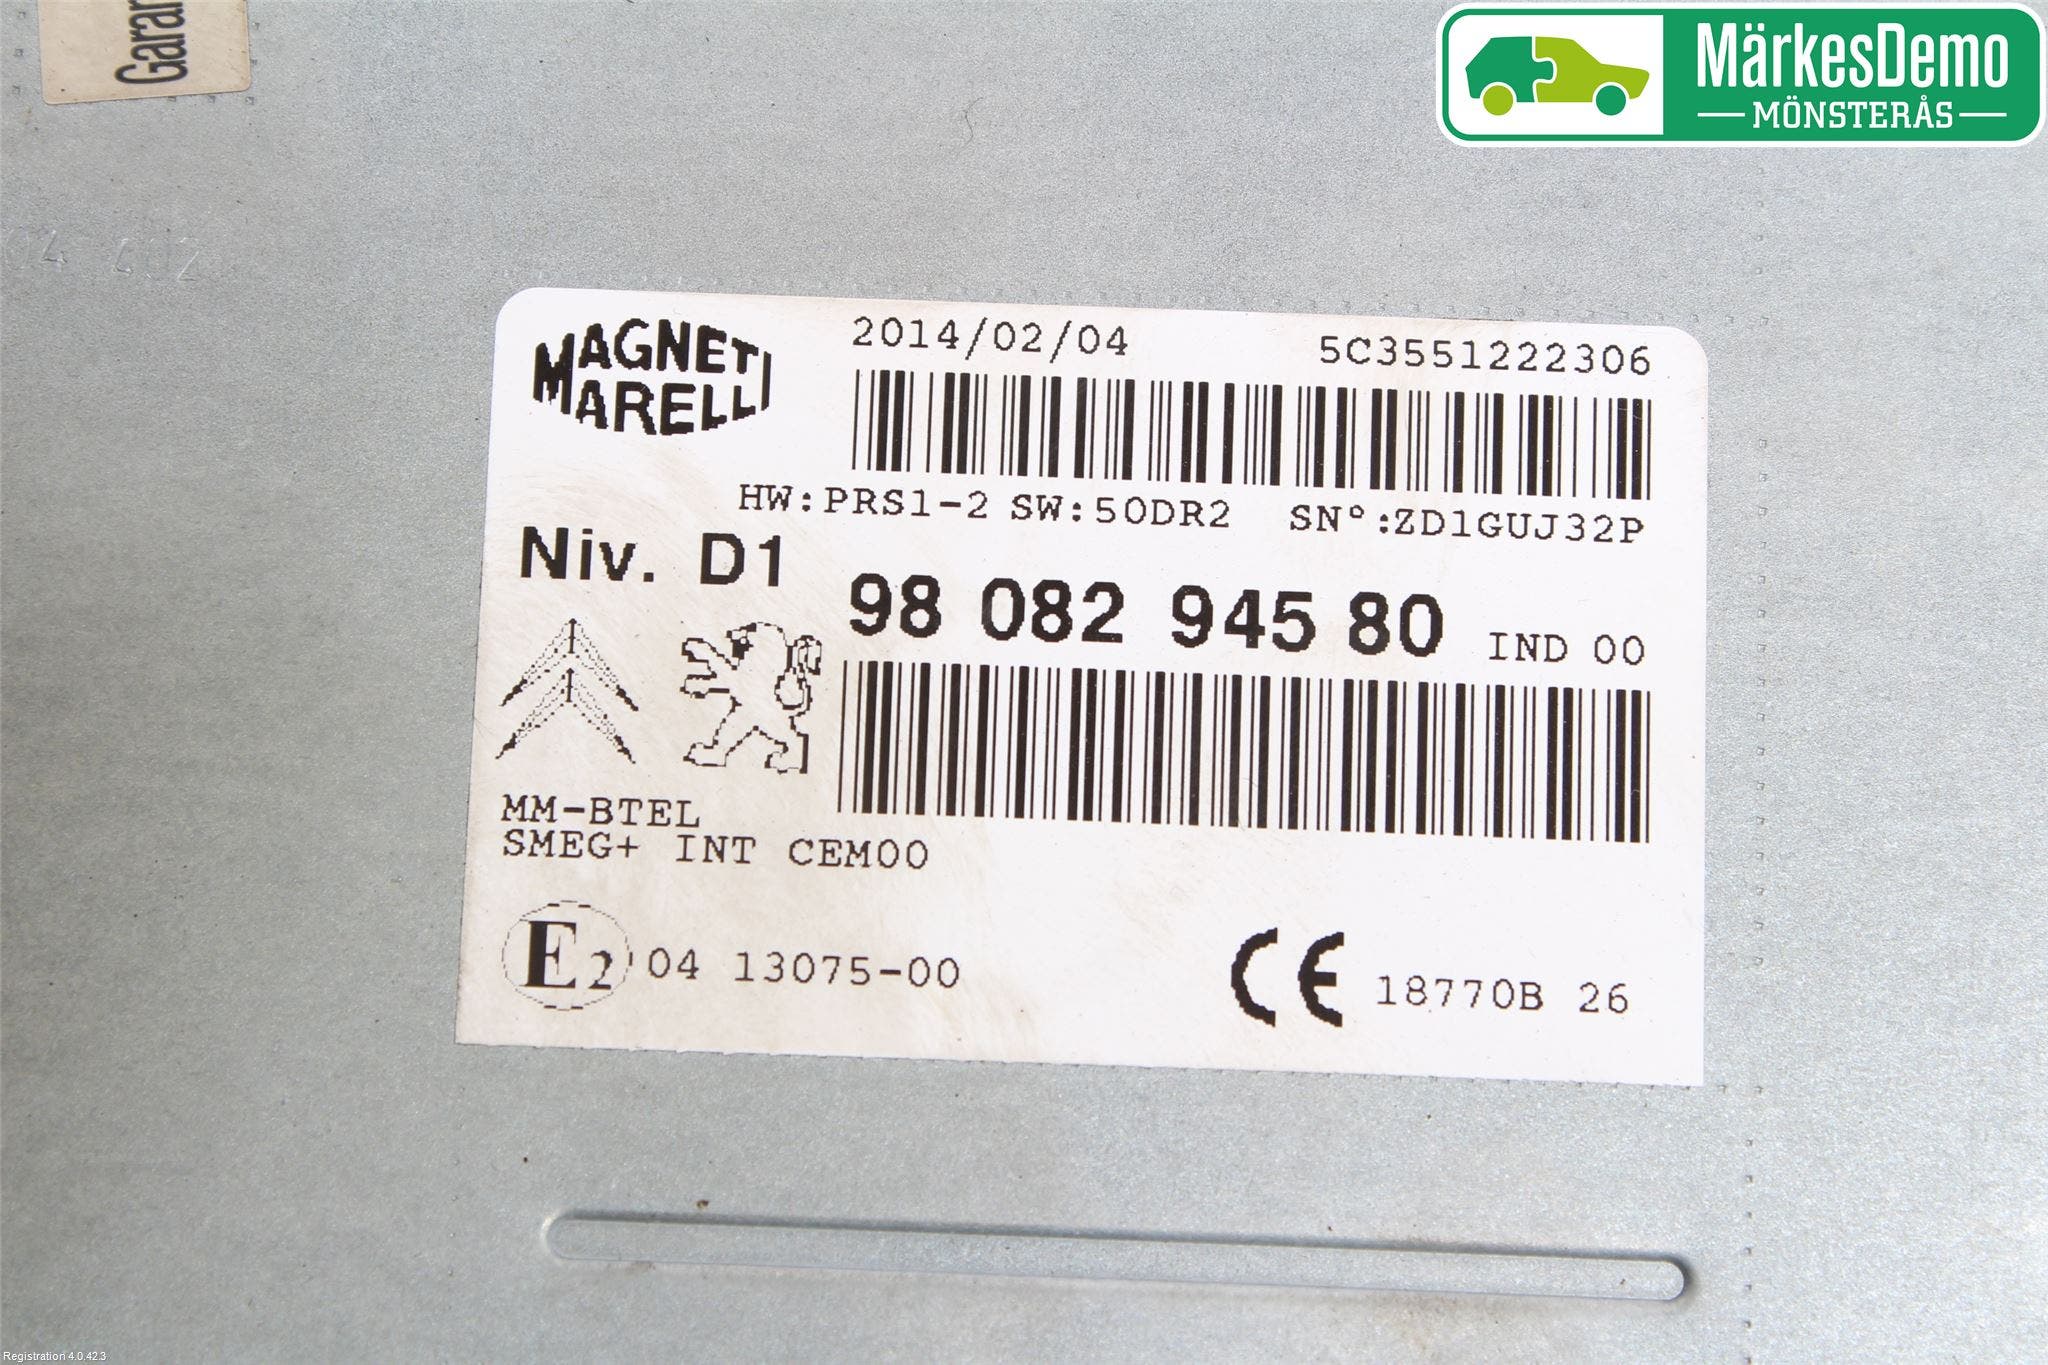 Garan
MärkesDemo
MÖNSTERÅS
MAGNETI
MARELLI
2014/02/04 5C3551222306
HW:PRS1-2 SW:50DR2 SN°:ZD1GUJ32P
Niv. D1
98 082 945 80 IND 00
MM-BTEL
SMEG+ INT CEM00
E2 04 13075-00
CE 18770B 26
Registration 4.0.42.3